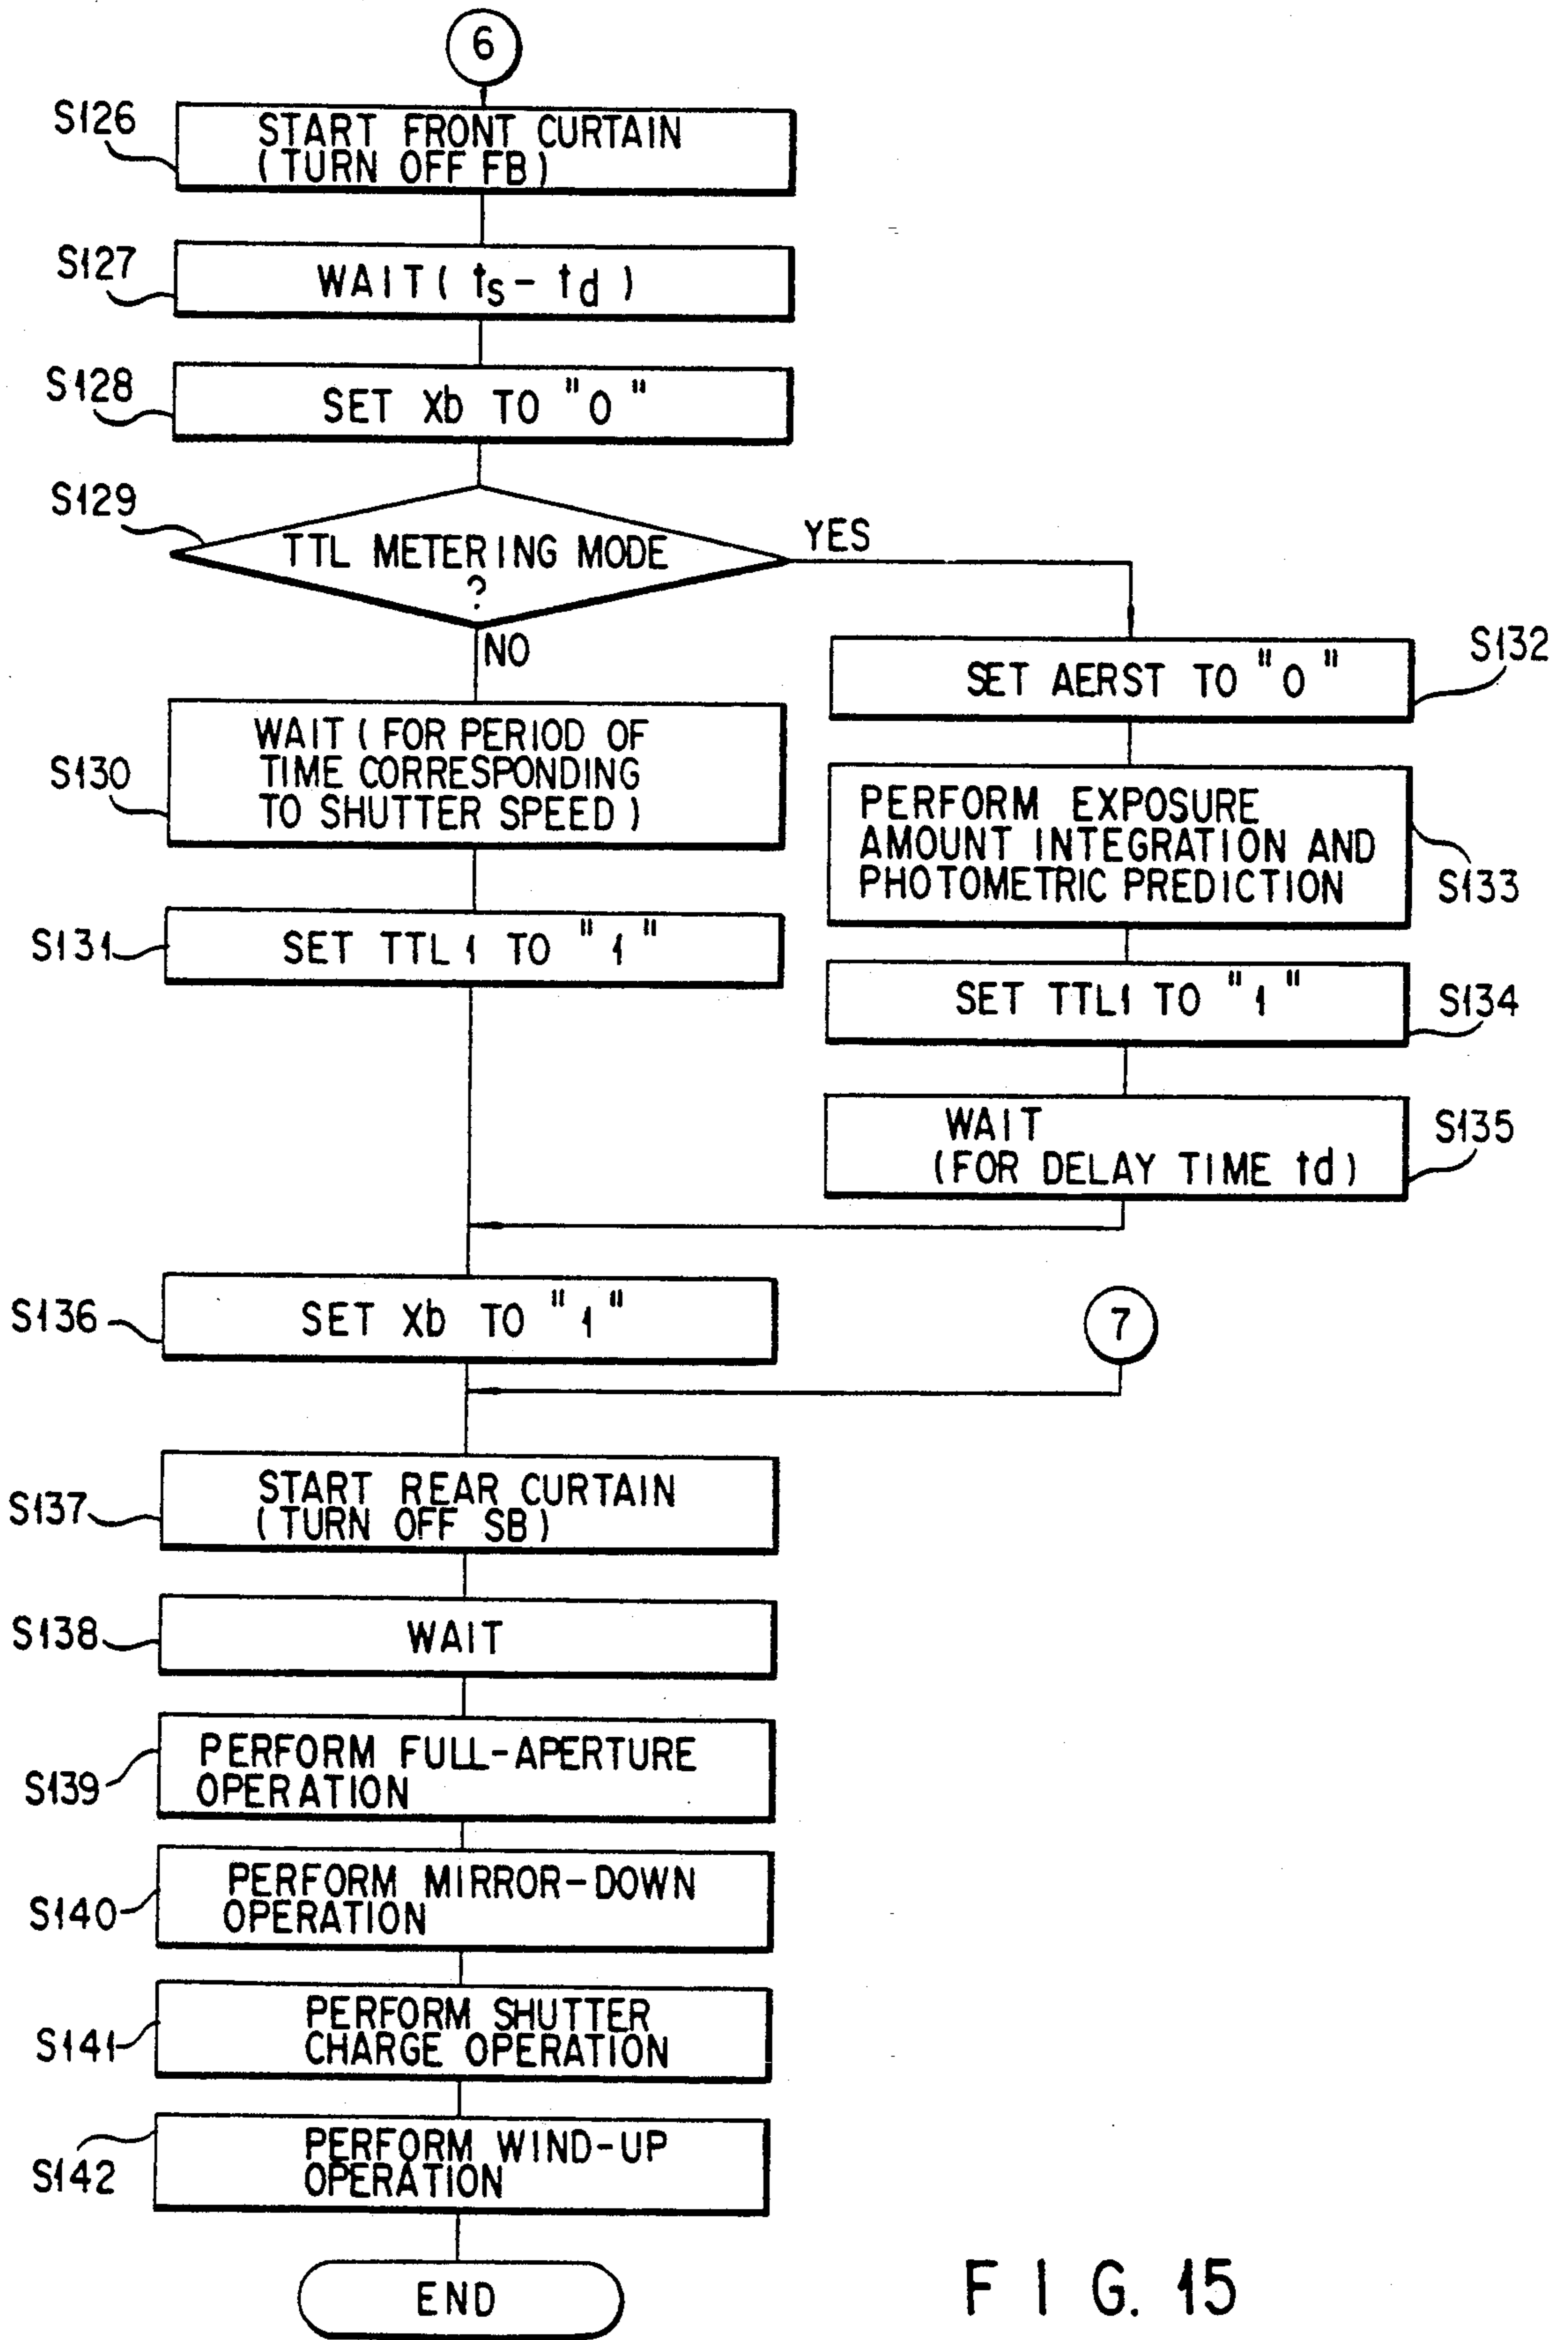 6
S126
START FRONT CURTAIN
(TURN OFF FB)
S127
WAIT (ts - td)
S128
SET Xb TO "0"
S129
TTL METERING MODE
?
YES
NO
S130
WAIT (FOR PERIOD OF
TIME CORRESPONDING
TO SHUTTER SPEED)
S131
SET TTL1 TO "1"
S132
SET AERST TO "0"
S133
PERFORM EXPOSURE
AMOUNT INTEGRATION AND
PHOTOMETRIC PREDICTION
S134
SET TTL1 TO "1"
S135
WAIT
(FOR DELAY TIME td)
S136
SET Xb TO "1"
7
S137
START REAR CURTAIN
(TURN OFF SB)
S138
WAIT
S139
PERFORM FULL-APERTURE
OPERATION
S140
PERFORM MIRROR-DOWN
OPERATION
S141
PERFORM SHUTTER
CHARGE OPERATION
S142
PERFORM WIND-UP
OPERATION
END
FIG. 15